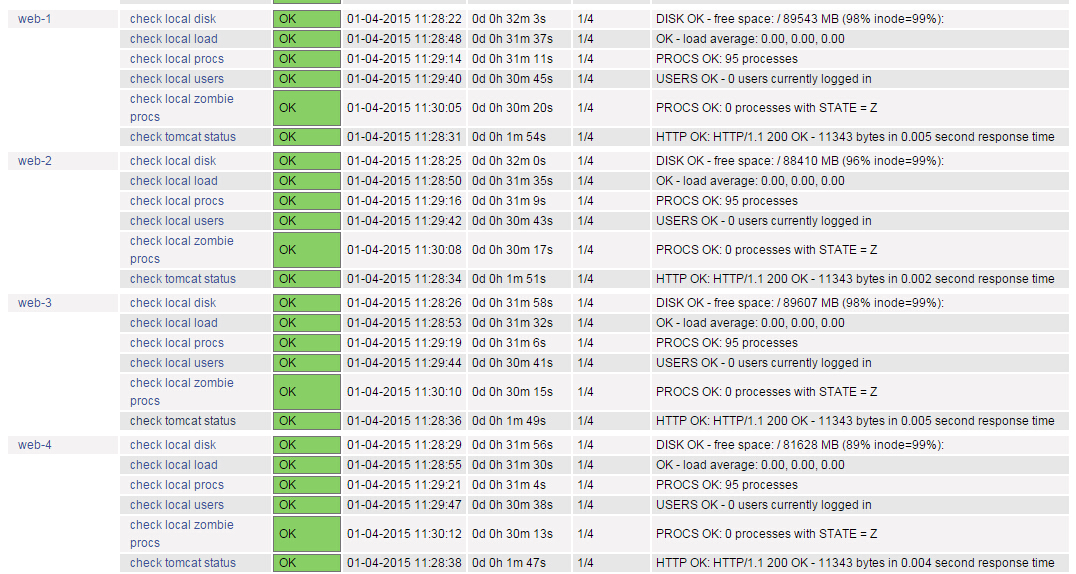 web-1 check local disk OK 01-04-2015 11:28:22 0d 0h 32m 3s 1/4 DISK OK - free space: / 89543 MB (98% inode=99%):
check local load OK 01-04-2015 11:28:48 0d 0h 31m 37s 1/4 OK - load average: 0.00, 0.00, 0.00
check local procs OK 01-04-2015 11:29:14 0d 0h 31m 11s 1/4 PROCS OK: 95 processes
check local users OK 01-04-2015 11:29:40 0d 0h 30m 45s 1/4 USERS OK - 0 users currently logged in
check local zombie
procs OK 01-04-2015 11:30:05 0d 0h 30m 20s 1/4 PROCS OK: 0 processes with STATE = Z
check tomcat status OK 01-04-2015 11:28:31 0d 0h 1m 54s 1/4 HTTP OK: HTTP/1.1 200 OK - 11343 bytes in 0.005 second response time
web-2 check local disk OK 01-04-2015 11:28:25 0d 0h 32m 0s 1/4 DISK OK - free space: / 88410 MB (96% inode=99%):
check local load OK 01-04-2015 11:28:50 0d 0h 31m 35s 1/4 OK - load average: 0.00, 0.00, 0.00
check local procs OK 01-04-2015 11:29:16 0d 0h 31m 9s 1/4 PROCS OK: 95 processes
check local users OK 01-04-2015 11:29:42 0d 0h 30m 43s 1/4 USERS OK - 0 users currently logged in
check local zombie
procs OK 01-04-2015 11:30:08 0d 0h 30m 17s 1/4 PROCS OK: 0 processes with STATE = Z
check tomcat status OK 01-04-2015 11:28:34 0d 0h 1m 51s 1/4 HTTP OK: HTTP/1.1 200 OK - 11343 bytes in 0.002 second response time
web-3 check local disk OK 01-04-2015 11:28:26 0d 0h 31m 58s 1/4 DISK OK - free space: / 89607 MB (98% inode=99%):
check local load OK 01-04-2015 11:28:53 0d 0h 31m 32s 1/4 OK - load average: 0.00, 0.00, 0.00
check local procs OK 01-04-2015 11:29:19 0d 0h 31m 6s 1/4 PROCS OK: 95 processes
check local users OK 01-04-2015 11:29:44 0d 0h 30m 41s 1/4 USERS OK - 0 users currently logged in
check local zombie
procs OK 01-04-2015 11:30:10 0d 0h 30m 15s 1/4 PROCS OK: 0 processes with STATE = Z
check tomcat status OK 01-04-2015 11:28:36 0d 0h 1m 49s 1/4 HTTP OK: HTTP/1.1 200 OK - 11343 bytes in 0.005 second response time
web-4 check local disk OK 01-04-2015 11:28:29 0d 0h 31m 56s 1/4 DISK OK - free space: / 81628 MB (89% inode=99%):
check local load OK 01-04-2015 11:28:55 0d 0h 31m 30s 1/4 OK - load average: 0.00, 0.00, 0.00
check local procs OK 01-04-2015 11:29:21 0d 0h 31m 4s 1/4 PROCS OK: 95 processes
check local users OK 01-04-2015 11:29:47 0d 0h 30m 38s 1/4 USERS OK - 0 users currently logged in
check local zombie
procs OK 01-04-2015 11:30:12 0d 0h 30m 13s 1/4 PROCS OK: 0 processes with STATE = Z
check tomcat status OK 01-04-2015 11:28:38 0d 0h 1m 47s 1/4 HTTP OK: HTTP/1.1 200 OK - 11343 bytes in 0.004 second response time